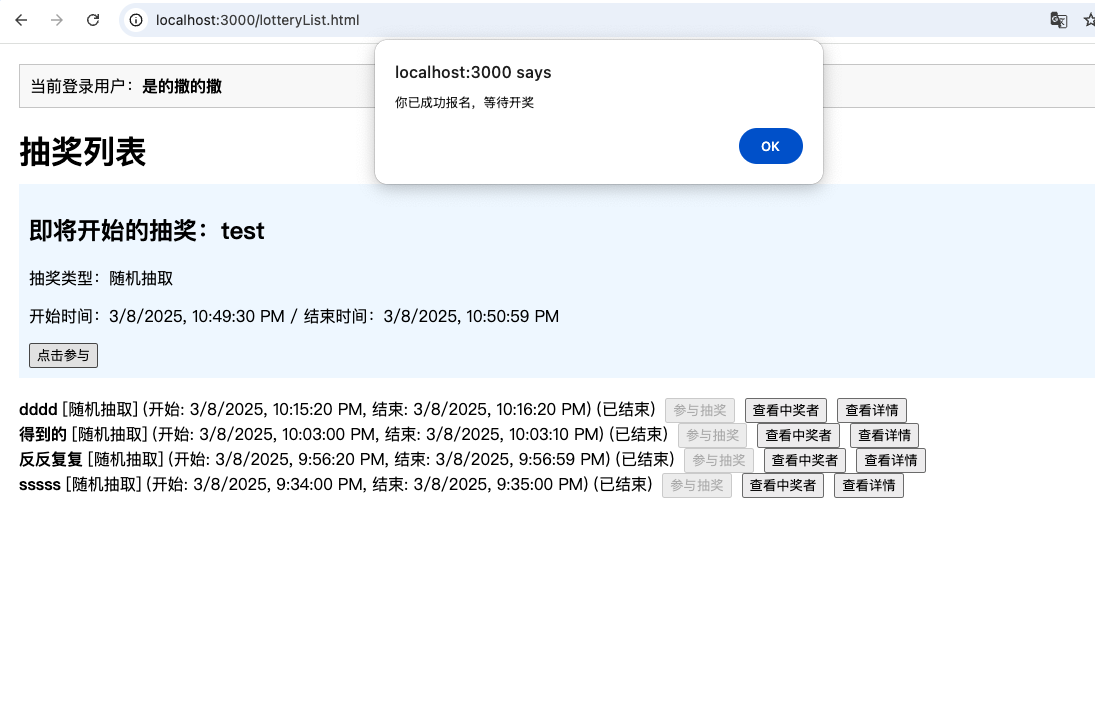 localhost:3000/lotteryList.html
localhost:3000 says
你已成功报名，等待开奖
OK
当前登录用户：是的撒的撒
抽奖列表
即将开始的抽奖：test
抽奖类型：随机抽取
开始时间：3/8/2025, 10:49:30 PM / 结束时间：3/8/2025, 10:50:59 PM
点击参与
dddd [随机抽取] (开始: 3/8/2025, 10:15:20 PM, 结束: 3/8/2025, 10:16:20 PM) (已结束) 参与抽奖 查看中奖者 查看详情
得到的 [随机抽取] (开始: 3/8/2025, 10:03:00 PM, 结束: 3/8/2025, 10:03:10 PM) (已结束) 参与抽奖 查看中奖者 查看详情
反反复复 [随机抽取] (开始: 3/8/2025, 9:56:20 PM, 结束: 3/8/2025, 9:56:59 PM) (已结束) 参与抽奖 查看中奖者 查看详情
sssss [随机抽取] (开始: 3/8/2025, 9:34:00 PM, 结束: 3/8/2025, 9:35:00 PM) (已结束) 参与抽奖 查看中奖者 查看详情